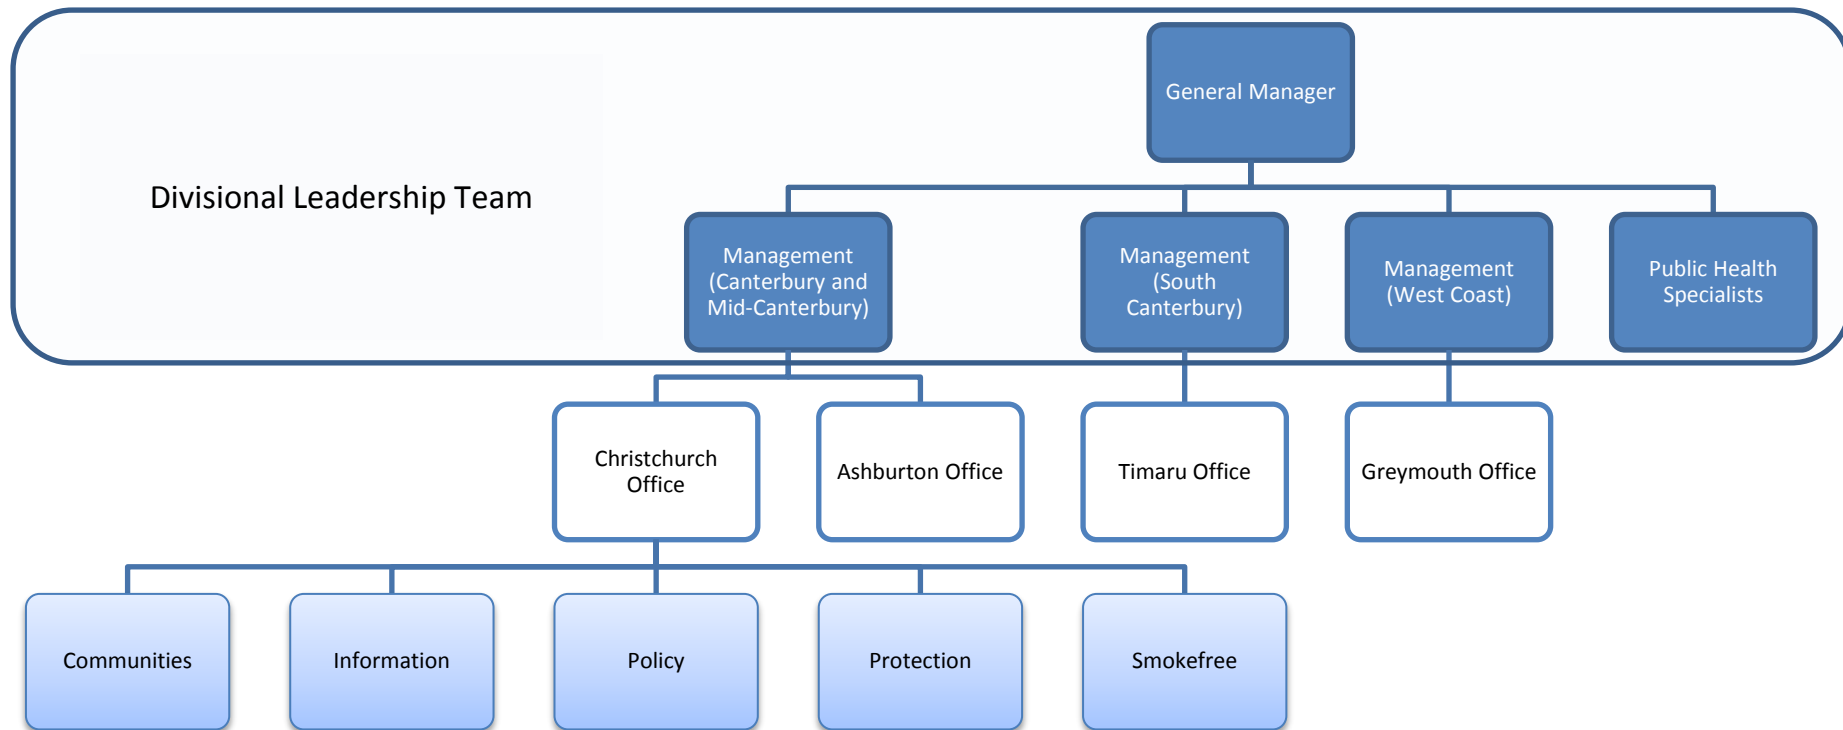 General Manager
Divisional Leadership Team
Management
(Canterbury and
Mid-Canterbury)
Management
(South
Canterbury)
Management
(West Coast)
Public Health
Specialists
Christchurch
Office
Ashburton Office
Timaru Office
Greymouth Office
Communities
Information
Policy
Protection
Smokefree